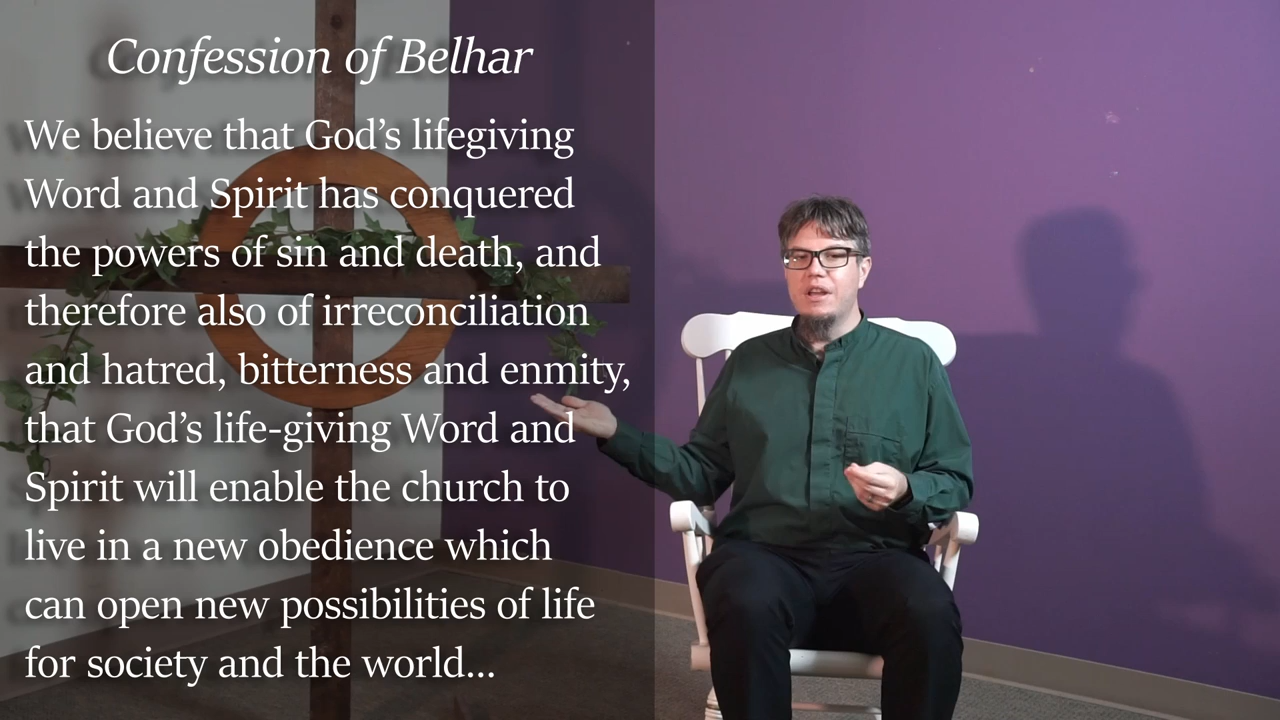 Confession of Belhar
We believe that God’s lifegiving
Word and Spirit has conquered
the powers of sin and death, and
therefore also of irreconciliation
and hatred, bitterness and enmity,
that God’s life-giving Word and
Spirit will enable the church to
live in a new obedience which
can open new possibilities of life
for society and the world...